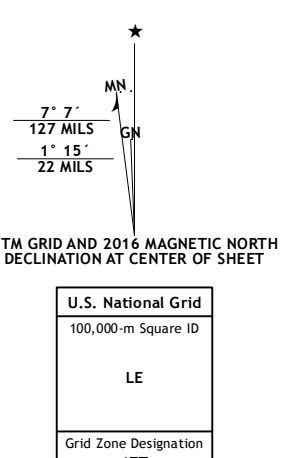 ★
MN
7° 7´
127 MILS
GN
1° 15´
22 MILS
TM GRID AND 2016 MAGNETIC NORTH
DECLINATION AT CENTER OF SHEET
U.S. National Grid
100,000-m Square ID
LE
Grid Zone Designation